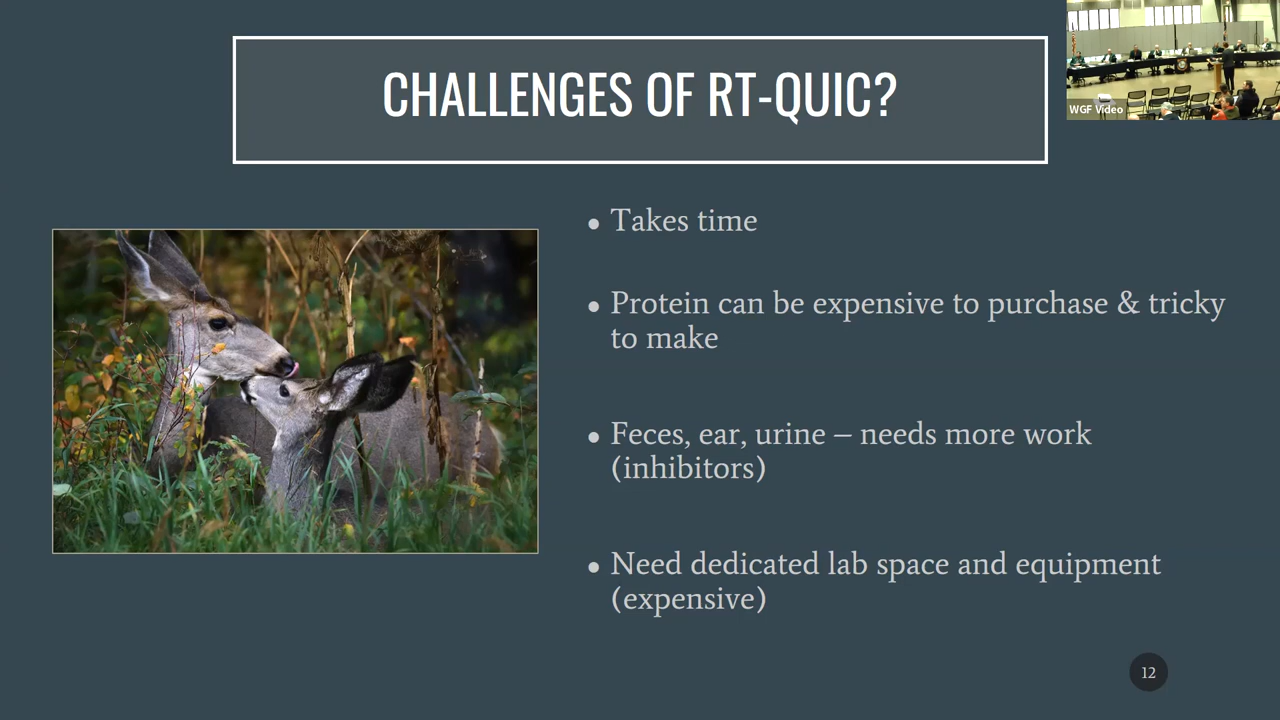 CHALLENGES OF RT-QUIC?
WGF Video
● Takes time
● Protein can be expensive to purchase & tricky
to make
● Feces, ear, urine – needs more work
(inhibitors)
● Need dedicated lab space and equipment
(expensive)
12